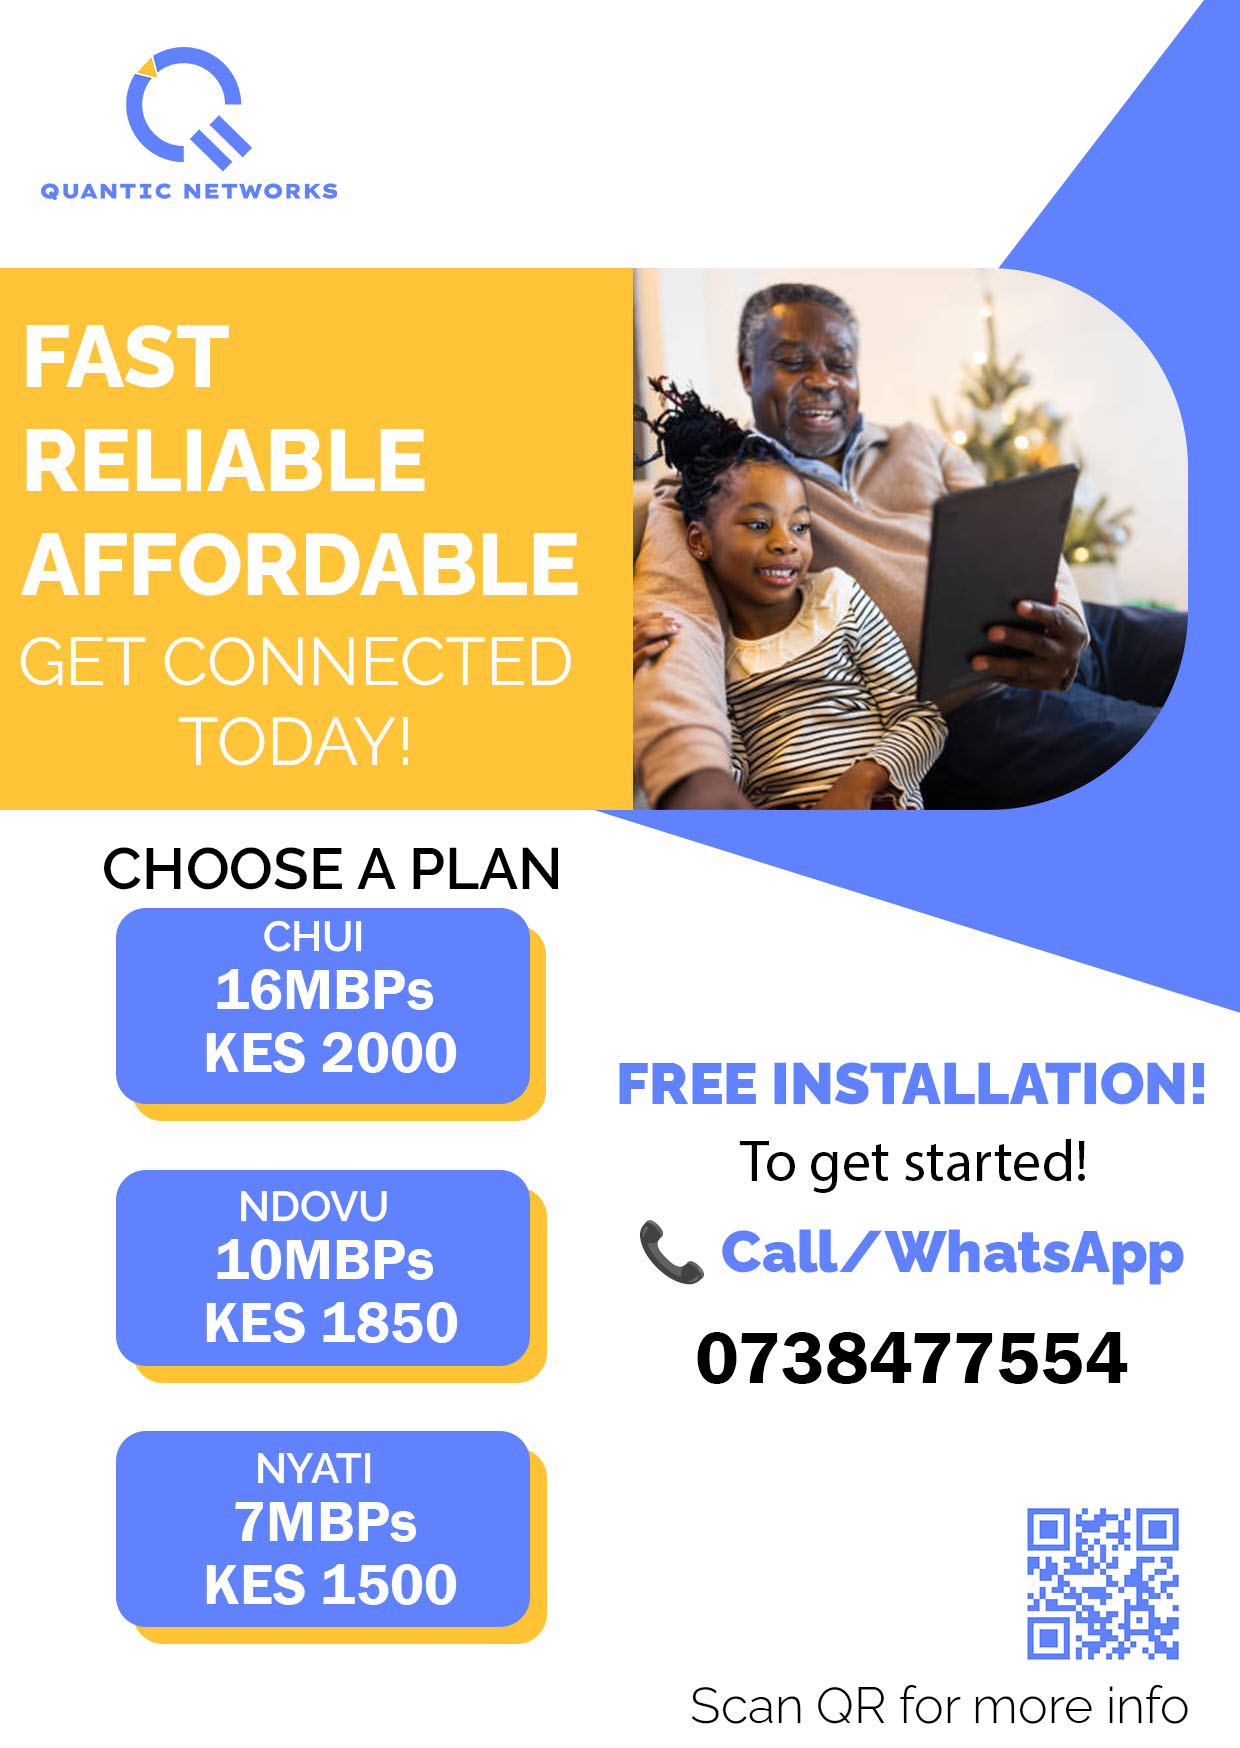 QUANTIC NETWORKS
FAST
RELIABLE
AFFORDABLE
GET CONNECTED
TODAY!
CHOOSE A PLAN
CHUI
16MBPs
KES 2000
NDOVU
10MBPs
KES 1850
NYATI
7MBPs
KES 1500
FREE INSTALLATION!
To get started!
Call/WhatsApp
0738477554
Scan QR for more info